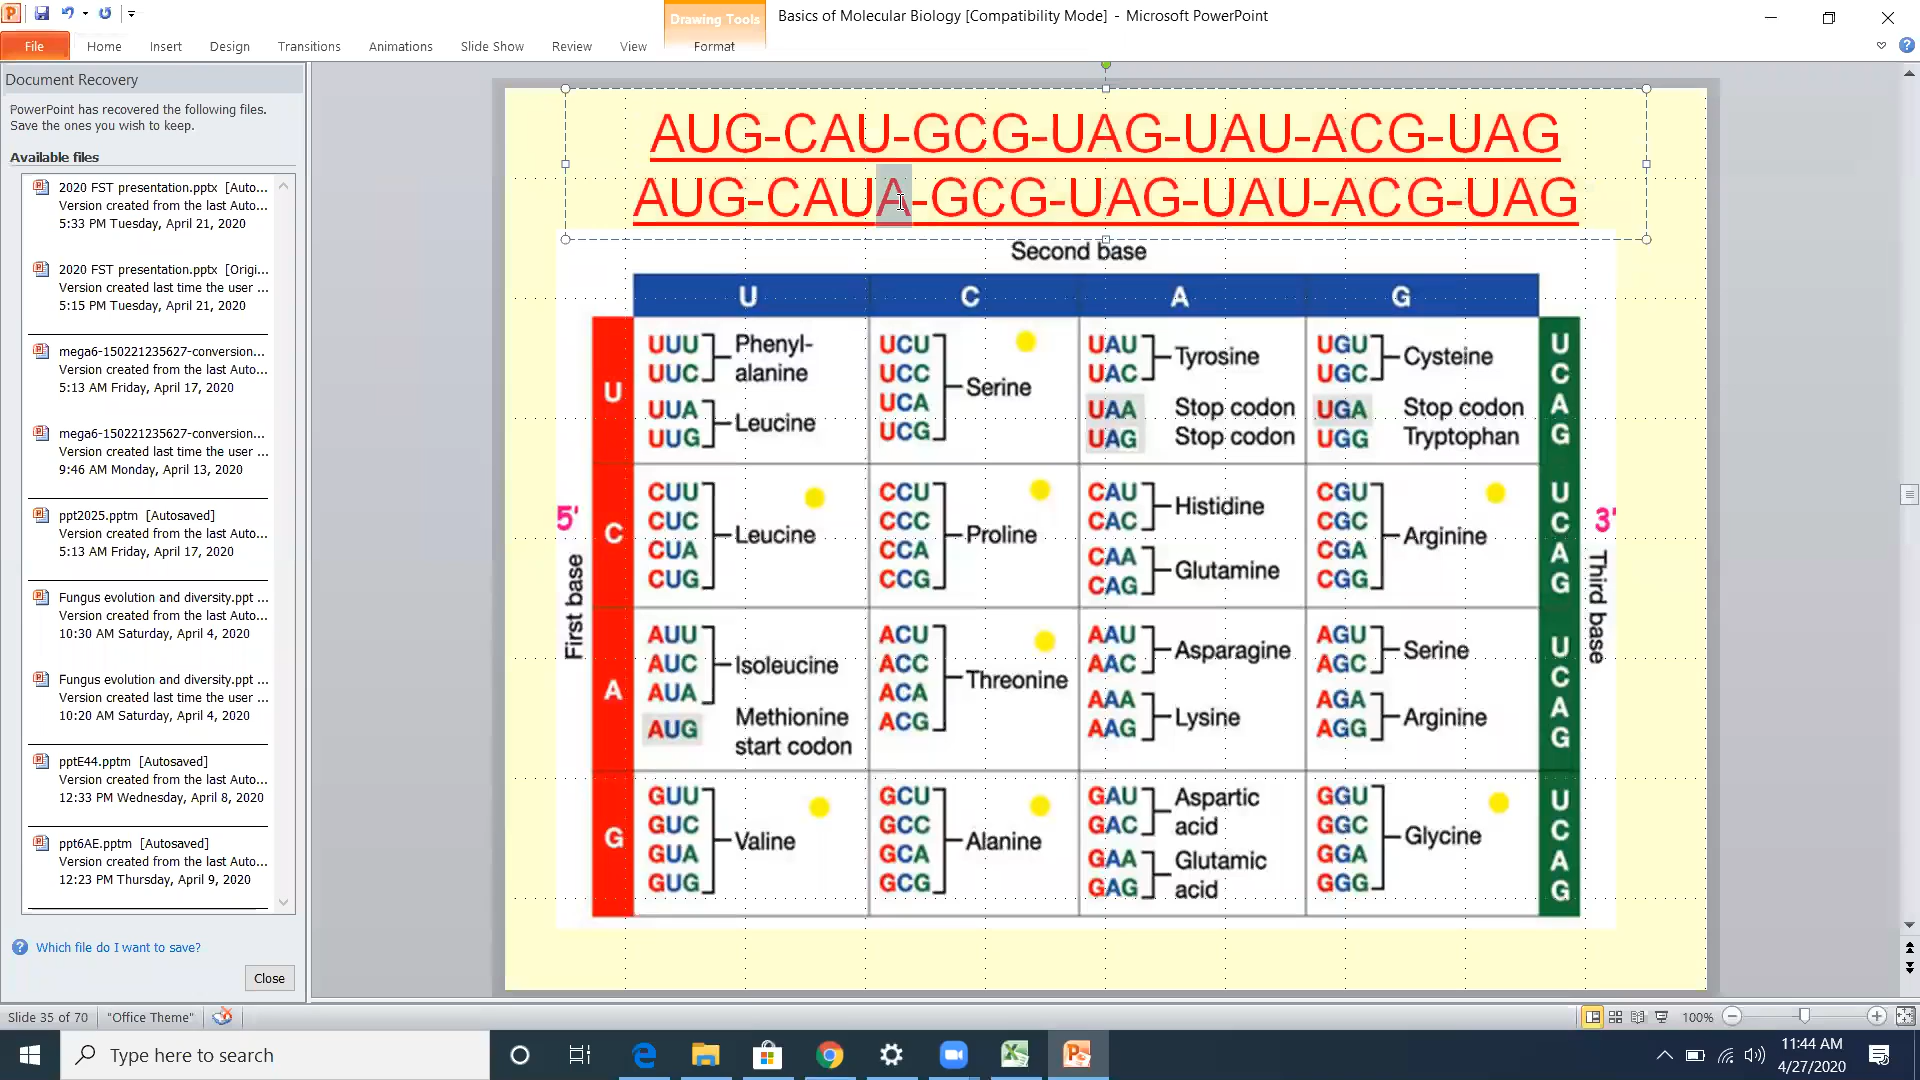 Drawing Tools
Basics of Molecular Biology [Compatibility Mode] - Microsoft PowerPoint
File Home Insert Design Transitions Animations Slide Show Review View Format
Document Recovery
PowerPoint has recovered the following files.
Save the ones you wish to keep.
Available files
2020 FST presentation.pptx [Auto...
Version created from the last Auto...
5:33 PM Tuesday, April 21, 2020
2020 FST presentation.pptx [Origi...
Version created last time the user ...
5:15 PM Tuesday, April 21, 2020
mega6-150221235627-conversion...
Version created from the last Auto...
5:13 AM Friday, April 17, 2020
mega6-150221235627-conversion...
Version created last time the user ...
9:46 AM Monday, April 13, 2020
ppt2025.pptm [Autosaved]
Version created from the last Auto...
5:13 AM Friday, April 17, 2020
Fungus evolution and diversity.ppt ...
Version created from the last Auto...
10:30 AM Saturday, April 4, 2020
Fungus evolution and diversity.ppt ...
Version created last time the user ...
10:20 AM Saturday, April 4, 2020
pptE44.pptm [Autosaved]
Version created from the last Auto...
12:33 PM Wednesday, April 8, 2020
ppt6AE.pptm [Autosaved]
Version created from the last Auto...
12:23 PM Thursday, April 9, 2020
Which file do I want to save?
Close
AUG-CAU-GCG-UAG-UAU-ACG-UAG
AUG-CAUA-GCG-UAG-UAU-ACG-UAG
Second base
U C A G
5'
First base
3'
Third base
U
UUU
UUC
Phenyl-
alanine
UUA
UUG
Leucine
UCU
UCC
UCA
UCG
Serine
UAU
UAC
Tyrosine
UAA Stop codon
UAG Stop codon
UGU
UGC
Cysteine
UGA Stop codon
UGG Tryptophan
U
C
A
G
C
CUU
CUC
CUA
CUG
Leucine
CCU
CCC
CCA
CCG
Proline
CAU
CAC
Histidine
CAA
CAG
Glutamine
CGU
CGC
CGA
CGG
Arginine
U
C
A
G
A
AUU
AUC
AUA
Isoleucine
AUG
Methionine
start codon
ACU
ACC
ACA
ACG
Threonine
AAU
AAC
Asparagine
AAA
AAG
Lysine
AGU
AGC
Serine
AGA
AGG
Arginine
U
C
A
G
G
GUU
GUC
GUA
GUG
Valine
GCU
GCC
GCA
GCG
Alanine
GAU
GAC
Aspartic
acid
GAA
GAG
Glutamic
acid
GGU
GGC
GGA
GGG
Glycine
U
C
A
G
Slide 35 of 70 "Office Theme" 100%
Type here to search
11:44 AM
4/27/2020